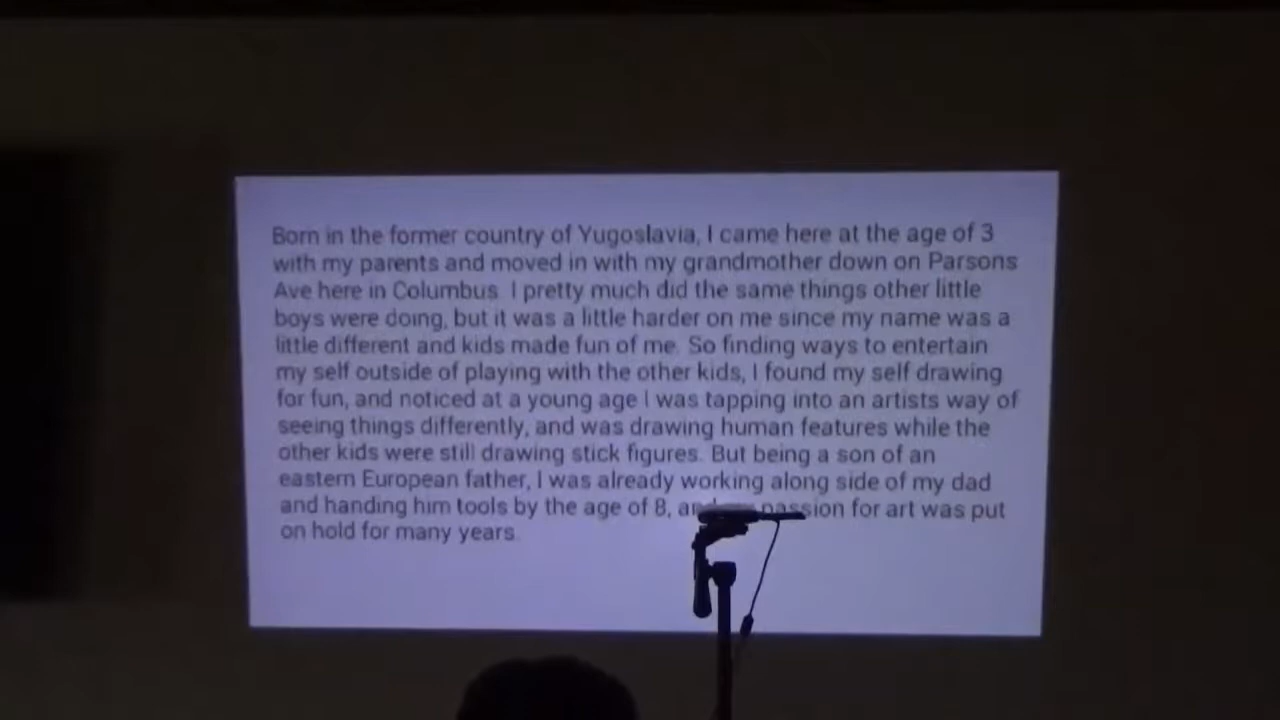 Born in the former country of Yugoslavia, I came here at the age of 3
with my parents and moved in with my grandmother down on Parsons
Ave here in Columbus. I pretty much did the same things other little
boys were doing, but it was a little harder on me since my name was a
little different and kids made fun of me. So finding ways to entertain
my self outside of playing with the other kids, I found my self drawing
for fun, and noticed at a young age I was tapping into an artists way of
seeing things differently, and was drawing human features while the
other kids were still drawing stick figures. But being a son of an
eastern European father, I was already working along side of my dad
and handing him tools by the age of 8, passion for art was put
on hold for many years.